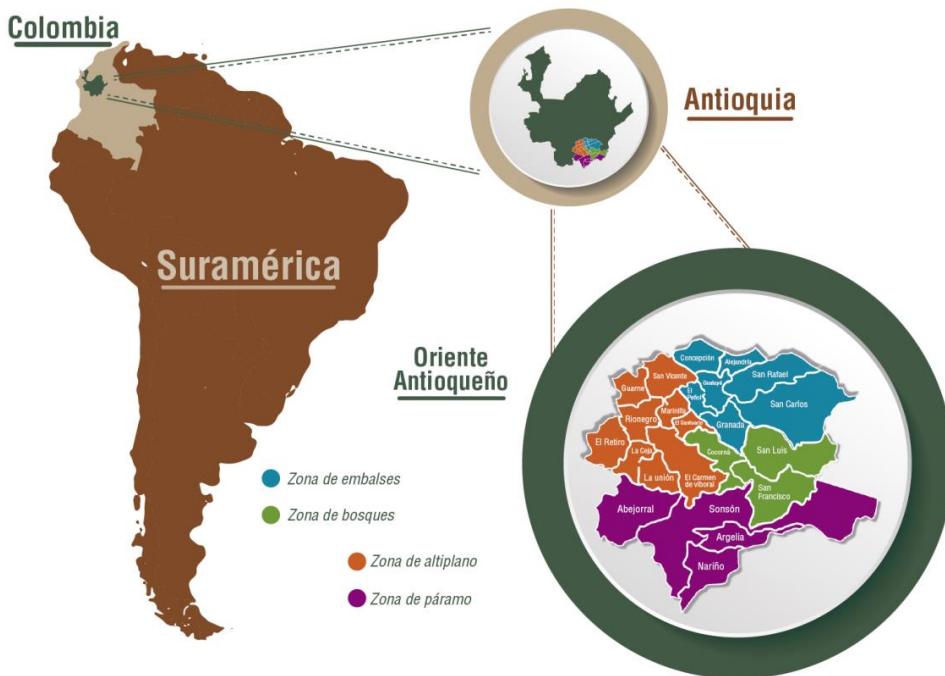 Colombia
Antioquia
Suramérica
Oriente
Antioqueño
Zona de embalses
Zona de bosques
Zona de altiplano
Zona de páramo
Concepción
Alejandría
San Vicente
Guatapé
San Rafael
Guarne
El
Peñol
San Carlos
Marinilla
Rionegro
El Santuario
Granada
El Retiro
La Ceja
Cocorná
San Luis
La unión
El Carmen
de viboral
San
Francisco
Abejorral
Sonsón
Argelia
Nariño